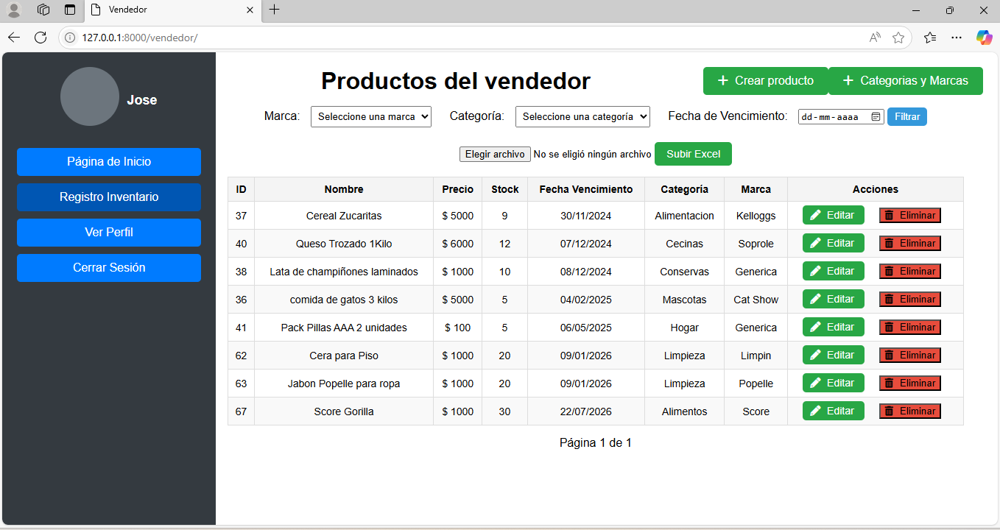 Vendedor
127.0.0.1:8000/vendedor/
Jose
Página de Inicio
Registro Inventario
Ver Perfil
Cerrar Sesión
Productos del vendedor
+ Crear producto
+ Categorias y Marcas
Marca: Seleccione una marca Categoría: Seleccione una categoría Fecha de Vencimiento: dd-mm-aaaa Filtrar
Elegir archivo No se eligió ningún archivo Subir Excel
ID Nombre Precio Stock Fecha Vencimiento Categoría Marca Acciones
37 Cereal Zucaritas $ 5000 9 30/11/2024 Alimentacion Kelloggs Editar Eliminar
40 Queso Trozado 1Kilo $ 6000 12 07/12/2024 Cecinas Soprole Editar Eliminar
38 Lata de champiñones laminados $ 1000 10 08/12/2024 Conservas Generica Editar Eliminar
36 comida de gatos 3 kilos $ 5000 5 04/02/2025 Mascotas Cat Show Editar Eliminar
41 Pack Pillas AAA 2 unidades $ 100 5 06/05/2025 Hogar Generica Editar Eliminar
62 Cera para Piso $ 1000 20 09/01/2026 Limpieza Limpin Editar Eliminar
63 Jabon Popelle para ropa $ 1000 20 09/01/2026 Limpieza Popelle Editar Eliminar
67 Score Gorilla $ 1000 30 22/07/2026 Alimentos Score Editar Eliminar
Página 1 de 1